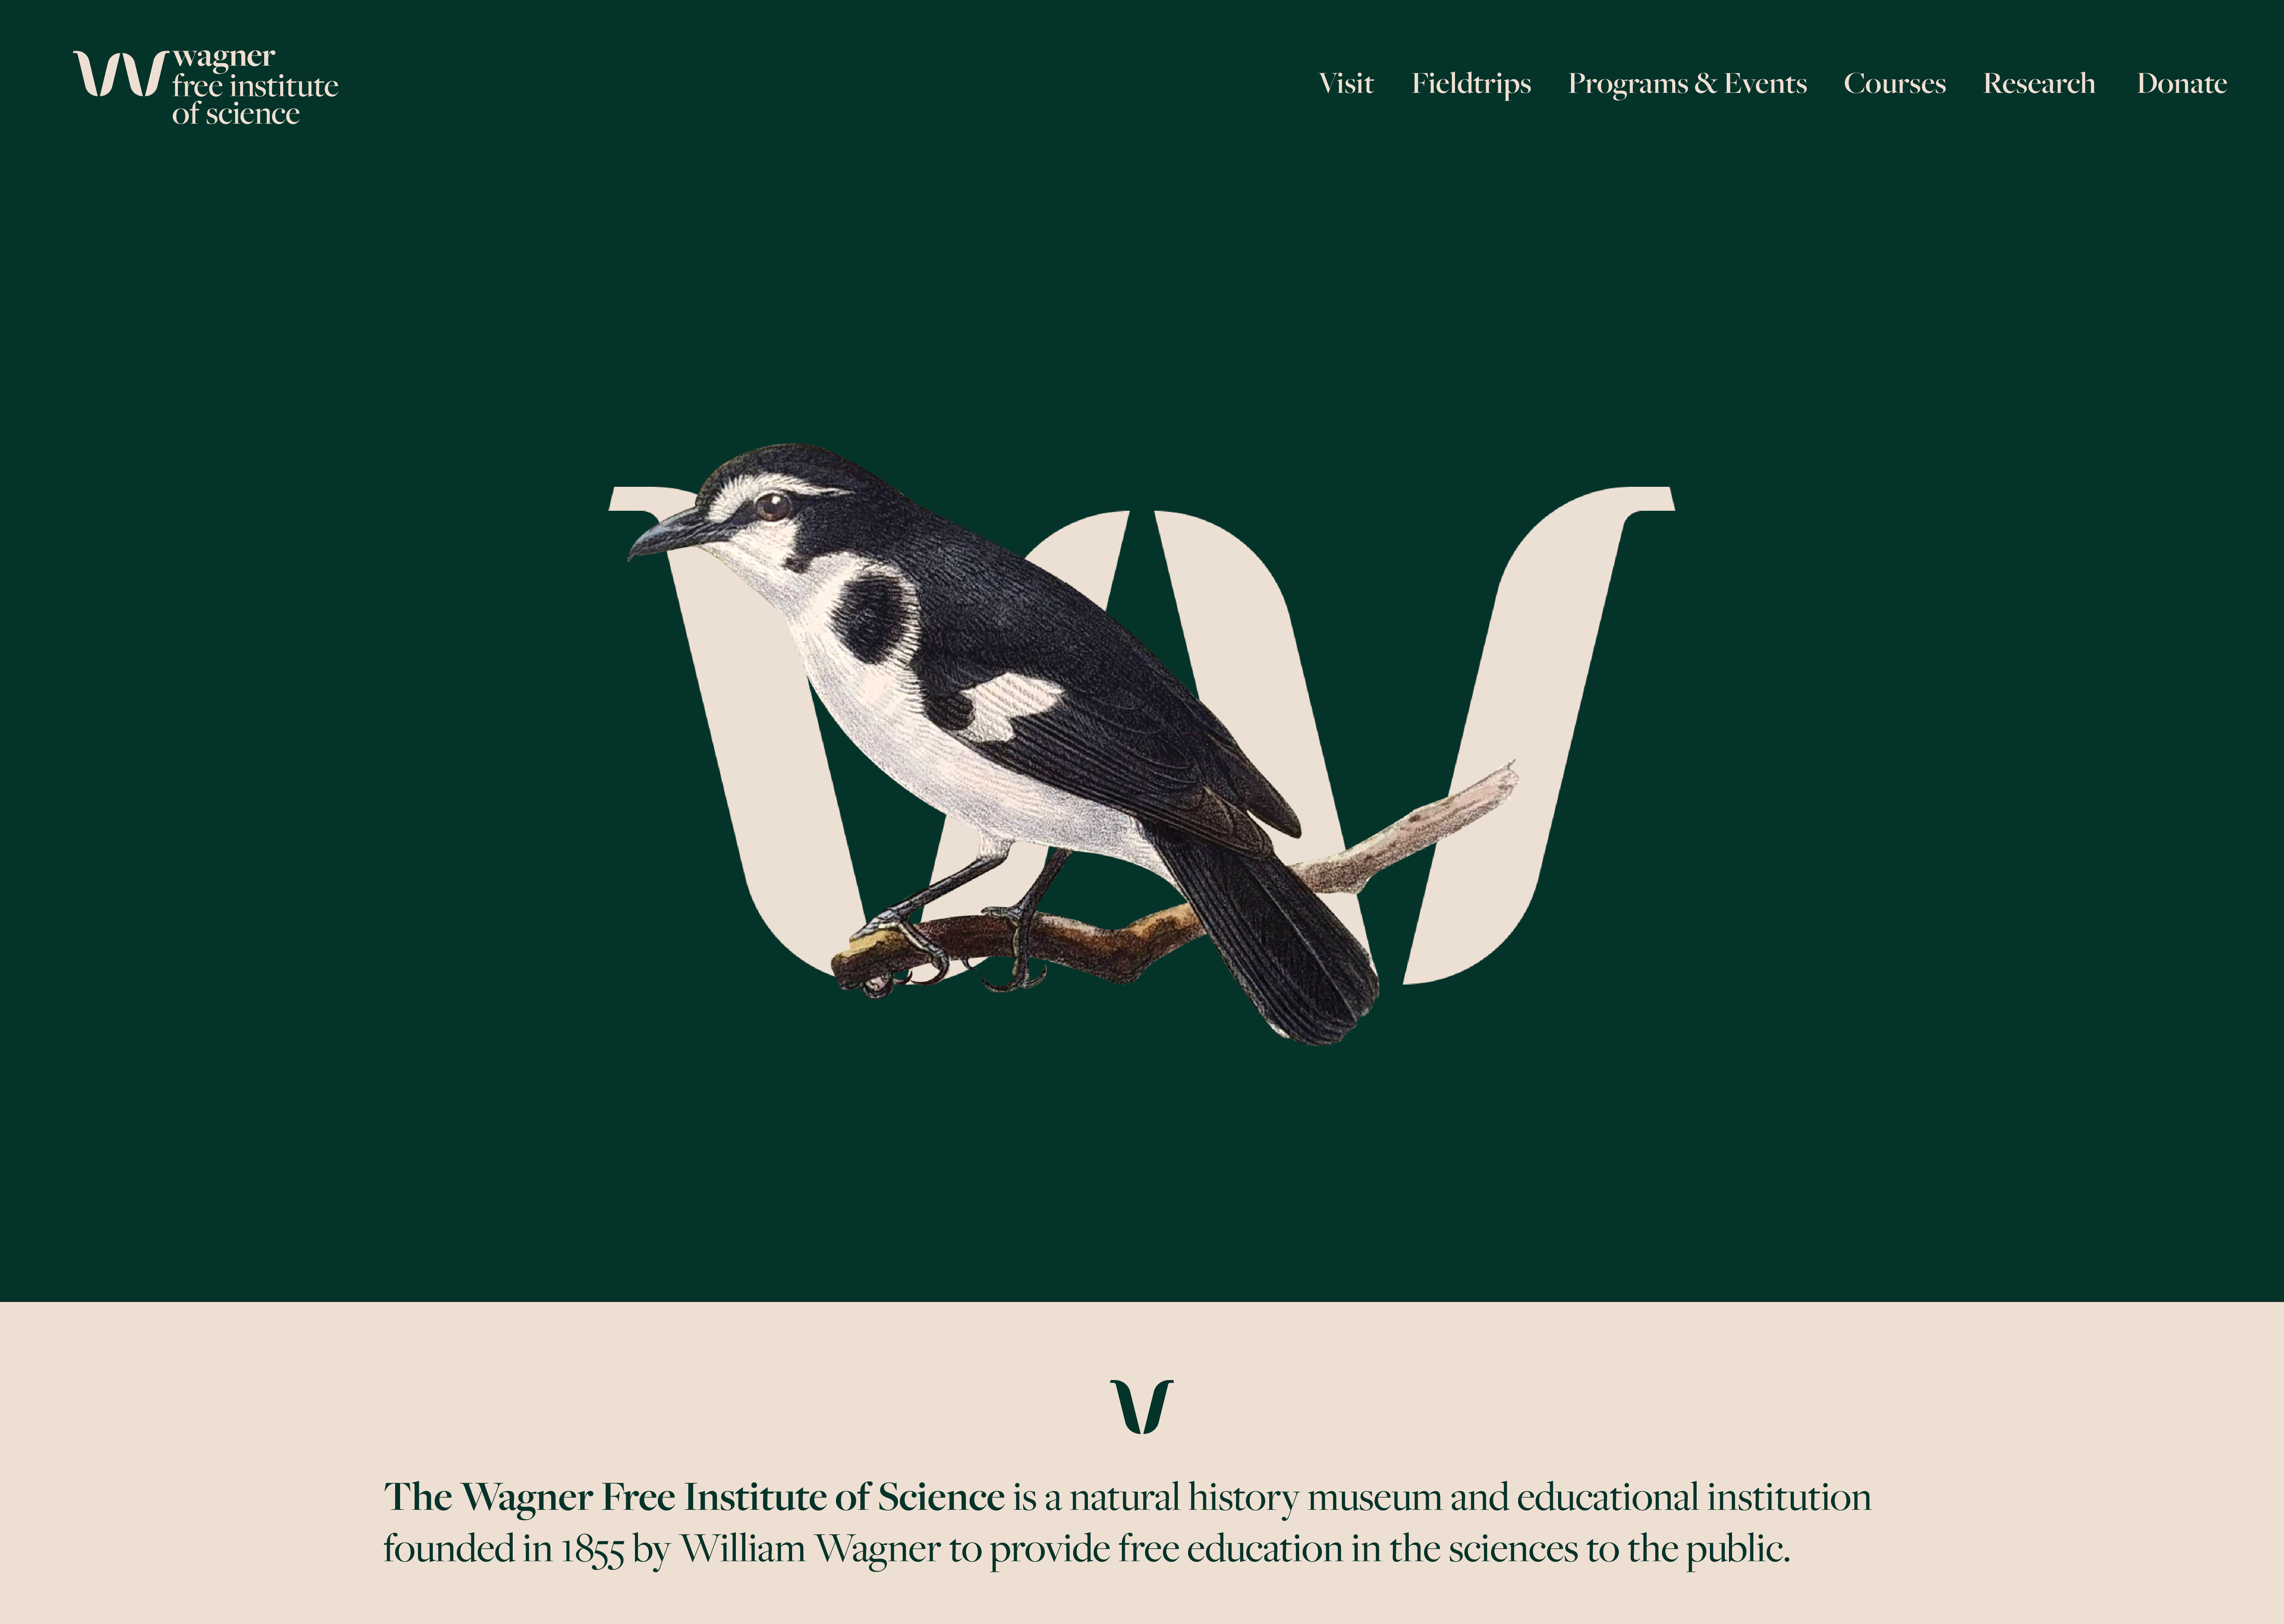 wagner
free institute
of science
Visit Fieldtrips Programs & Events Courses Research Donate
W
The Wagner Free Institute of Science is a natural history museum and educational institution
founded in 1855 by William Wagner to provide free education in the sciences to the public.